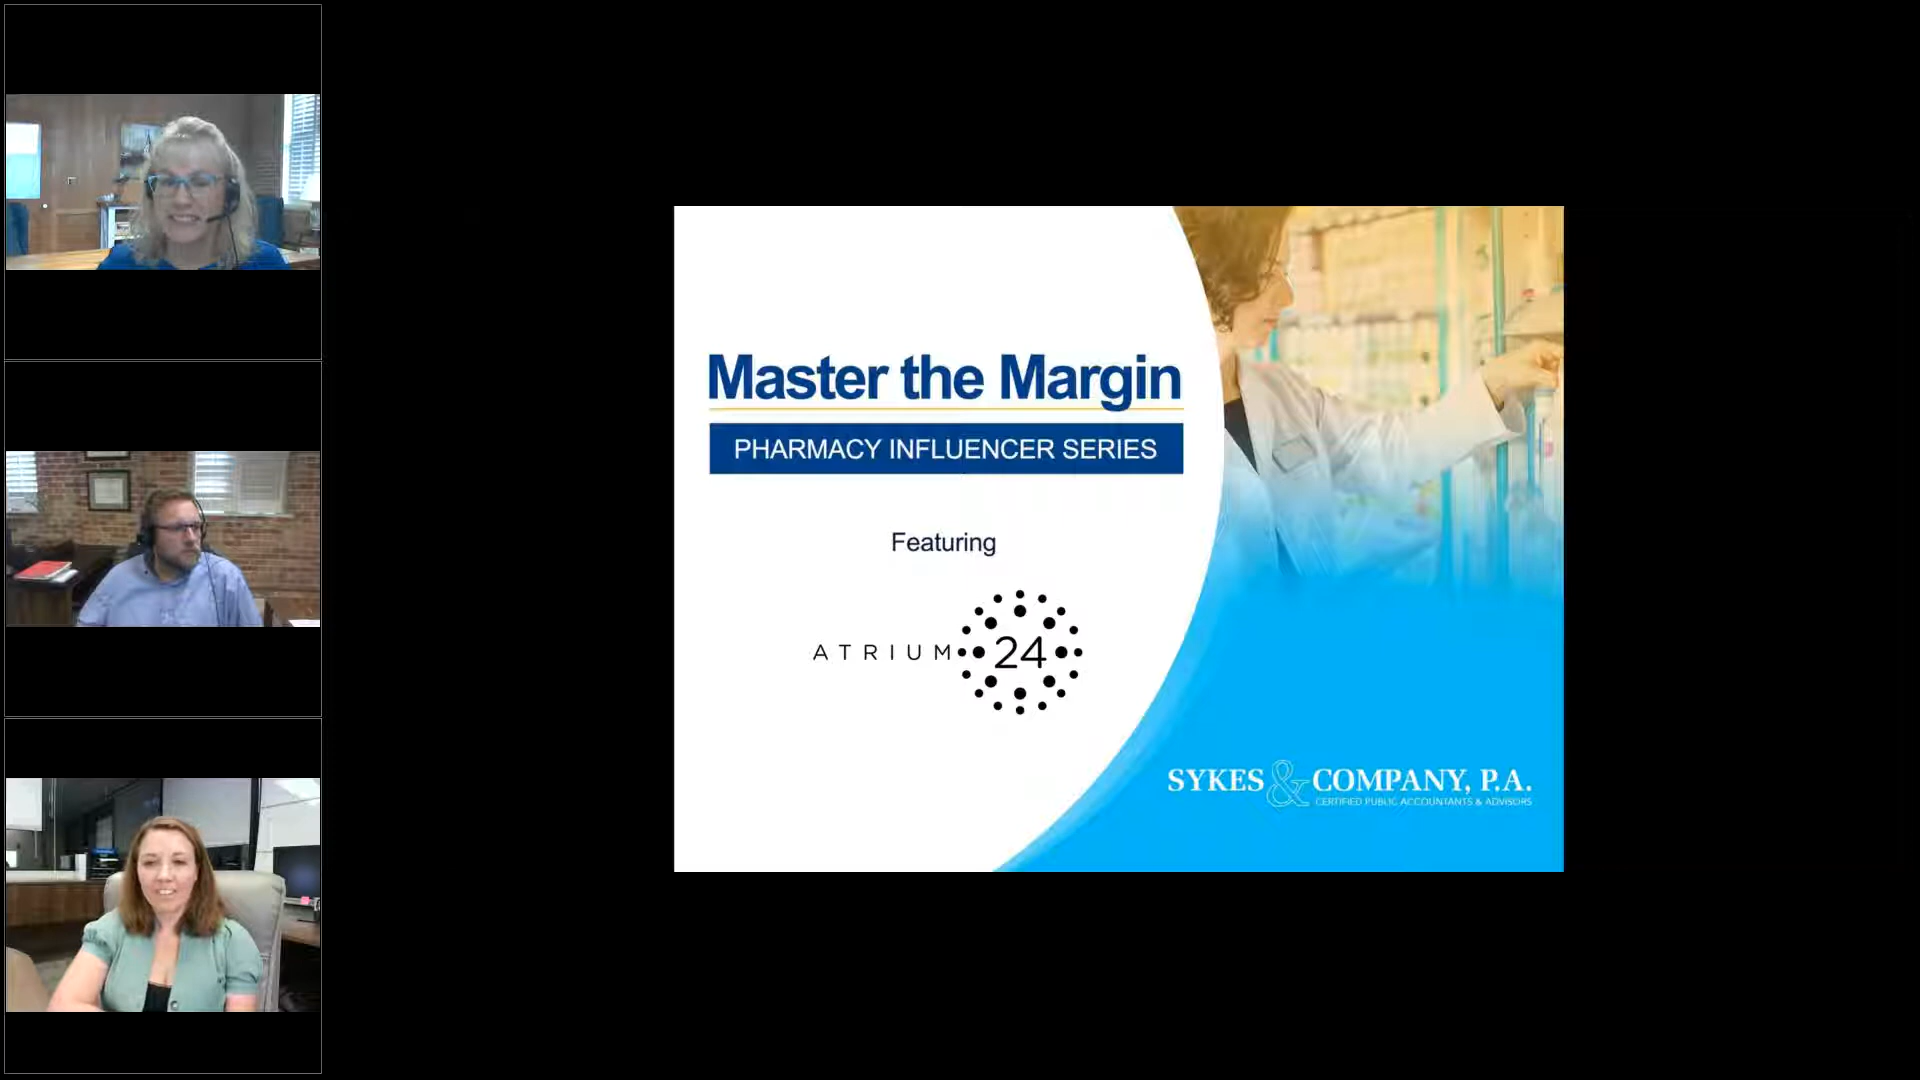 Master the Margin
PHARMACY INFLUENCER SERIES
Featuring
ATRIUM 24
SYKES & COMPANY, P.A.
CERTIFIED PUBLIC ACCOUNTANTS & ADVISORS